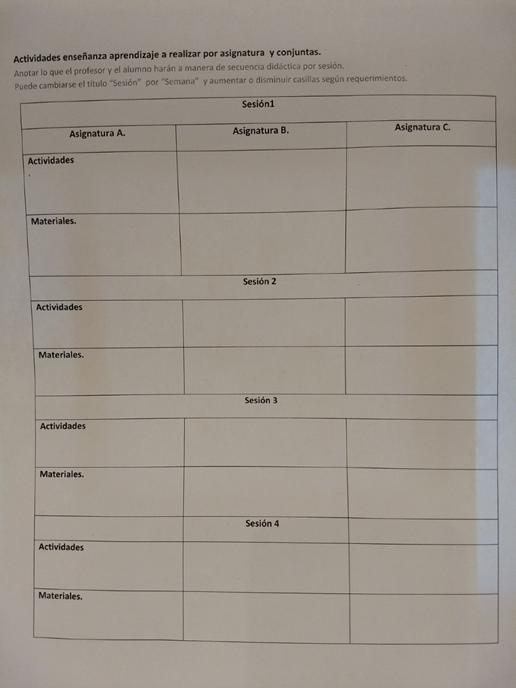 Actividades enseñanza aprendizaje a realizar por asignatura y conjuntas.
Anotar lo que el profesor y el alumno harán a manera de secuencia didáctica por sesión.
Puede cambiarse el título "Sesión" por "Semana" y aumentar o disminuir casillas según requerimientos.
Sesión1
Asignatura A. Asignatura B. Asignatura C.
Actividades
Materiales.
Sesión 2
Actividades
Materiales.
Sesión 3
Actividades
Materiales.
Sesión 4
Actividades
Materiales.